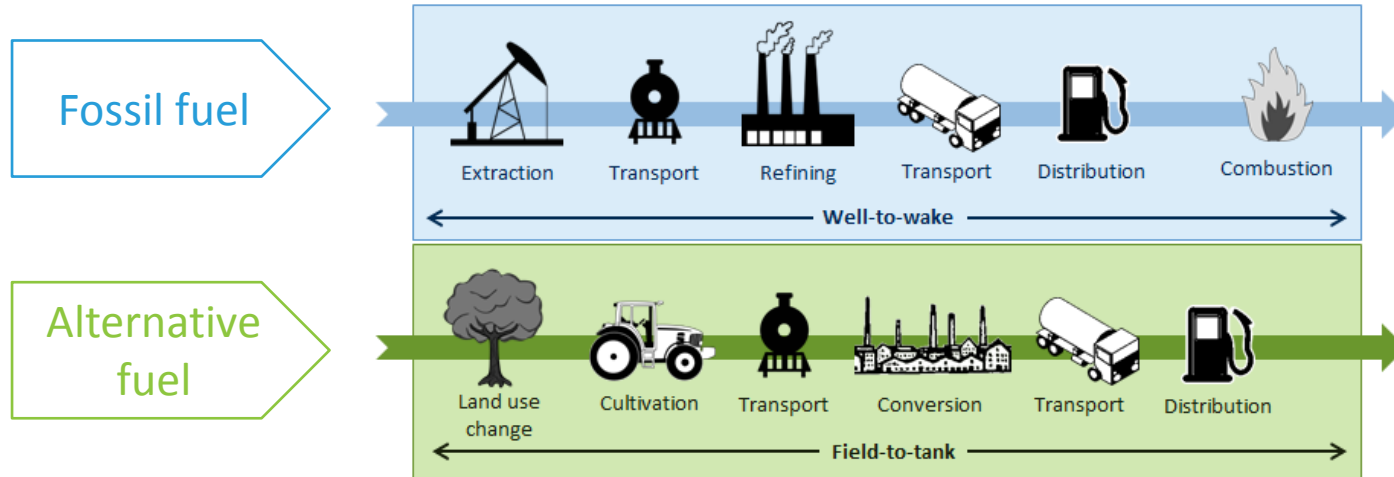 Fossil fuel
Extraction
Transport
Refining
Transport
Distribution
Combustion
Well-to-wake
Alternative
fuel
Land use
change
Cultivation
Transport
Conversion
Transport
Distribution
Field-to-tank